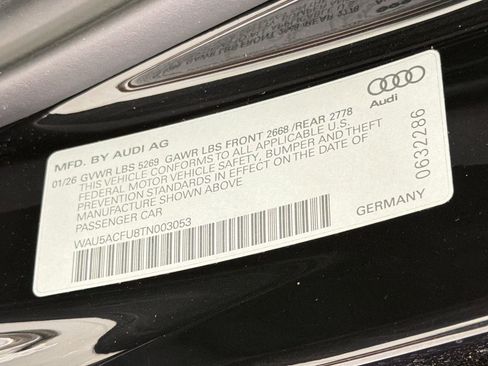 MFD. BY AUDI AG
01/26 GVWR LBS 5269 GAWR LBS FRONT 2668 /REAR 2778
THIS VEHICLE CONFORMS TO ALL APPLICABLE U.S.
FEDERAL MOTOR VEHICLE SAFETY, BUMPER AND THEFT
PREVENTION STANDARDS IN EFFECT ON THE DATE OF
MANUFACTURE SHOWN ABOVE
PASSENGER CAR
WAU5ACFU8TN003053
GERMANY
Audi
0632286